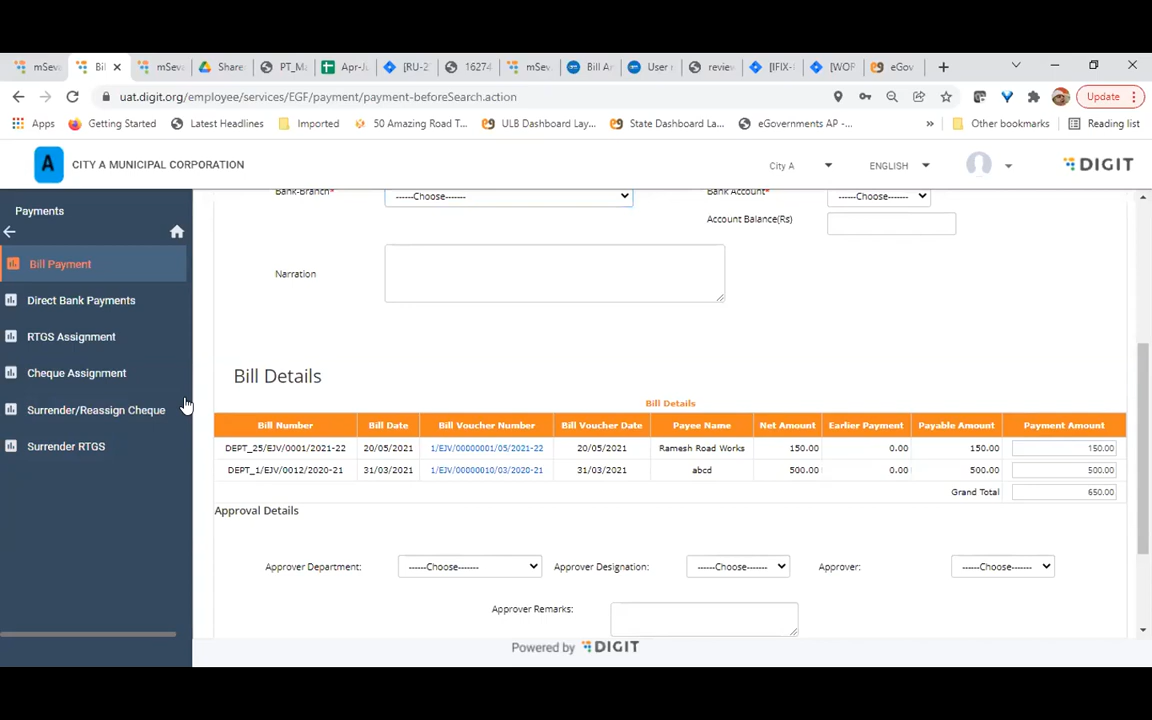 mSev
Bil
mSev
Share
PT_Ma
Apr-Ju
[RU-2
16274
mSev
Bill Ar
User r
review
[IFIX-
[WOP
eGov
uat.digit.org/employee/services/EGF/payment/payment-beforeSearch.action
Update
Apps Getting Started Latest Headlines Imported 50 Amazing Road T... ULB Dashboard Lay... State Dashboard La... eGovernments AP -... » Other bookmarks Reading list
A CITY A MUNICIPAL CORPORATION City A ENGLISH DIGIT
Payments
Bill Payment
Direct Bank Payments
RTGS Assignment
Cheque Assignment
Surrender/Reassign Cheque
Surrender RTGS
Bank-Branch* ------Choose------- Bank Account* ------Choose-------
Account Balance(Rs)
Narration
Bill Details
Bill Details
Bill Number Bill Date Bill Voucher Number Bill Voucher Date Payee Name Net Amount Earlier Payment Payable Amount Payment Amount
DEPT_25/EJV/0001/2021-22 20/05/2021 1/EJV/00000001/05/2021-22 20/05/2021 Ramesh Road Works 150.00 0.00 150.00 150.00
DEPT_1/EJV/0012/2020-21 31/03/2021 1/EJV/00000010/03/2020-21 31/03/2021 abcd 500.00 0.00 500.00 500.00
Grand Total 650.00
Approval Details
Approver Department: ------Choose------- Approver Designation: ------Choose------- Approver: ------Choose-------
Approver Remarks:
Powered by DIGIT